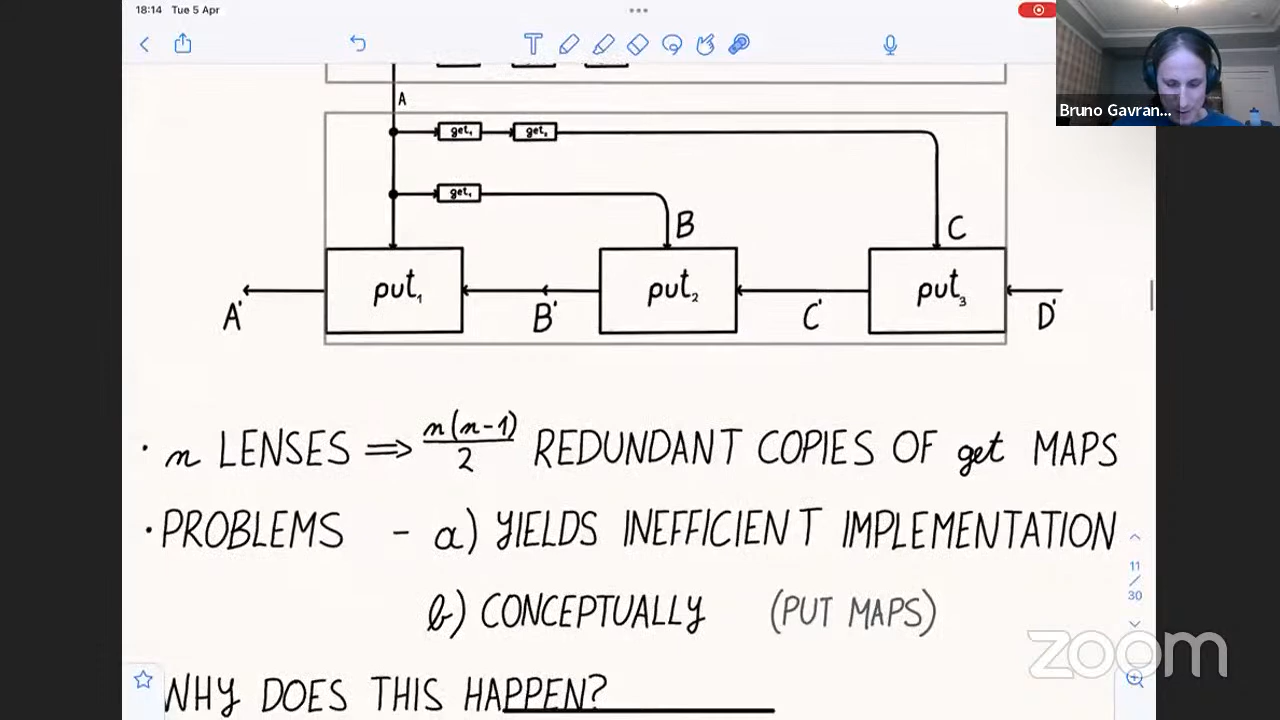 18:14 Tue 5 Apr
Bruno Gavran...
A
get₁ get₂
get₁
B C
put₁ put₂ put₃
A' B' C' D'
· n LENSES ⟹ n(n-1)/2 REDUNDANT COPIES OF get MAPS
· PROBLEMS - a) YIELDS INEFFICIENT IMPLEMENTATION
b) CONCEPTUALLY (PUT MAPS)
WHY DOES THIS HAPPEN?
11
/
30
zoom
T